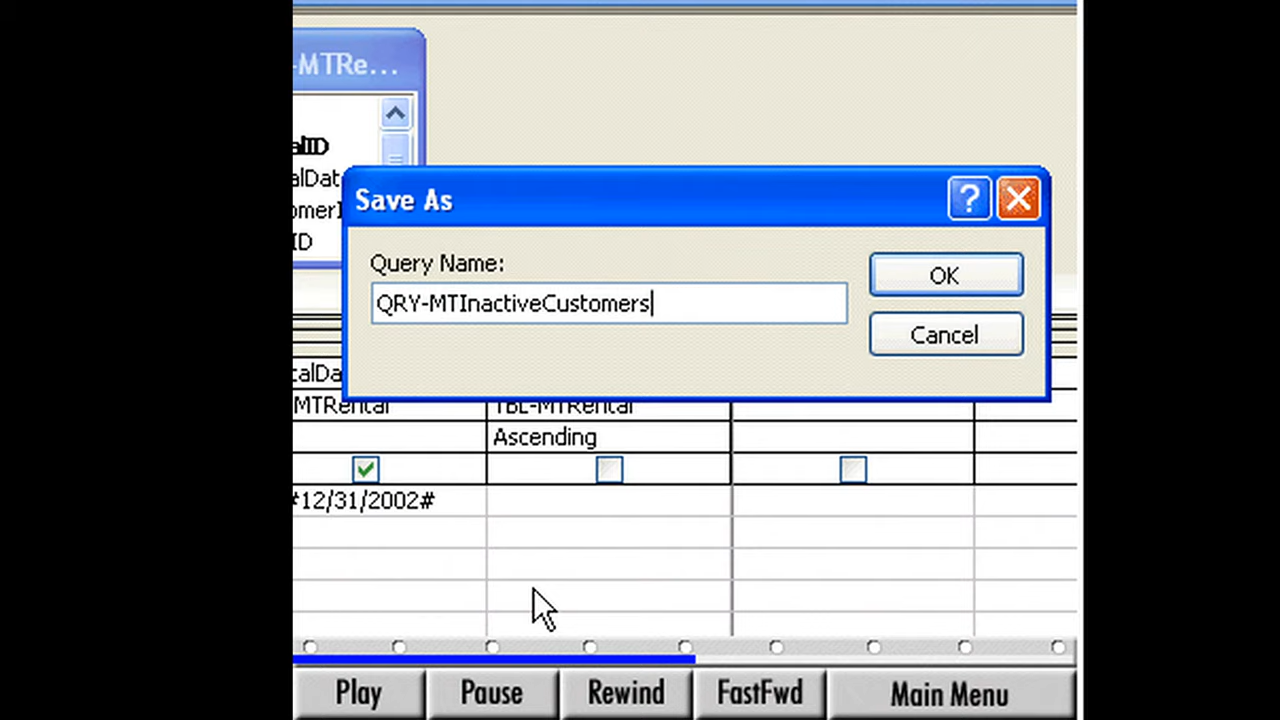 -MTRe...
alID
alDat
omerI
ID
Save As
?
Query Name:
OK
QRY-MTInactiveCustomers
Cancel
talDa
MTRental
TBL-MTRental
Ascending
#12/31/2002#
Play
Pause
Rewind
FastFwd
Main Menu